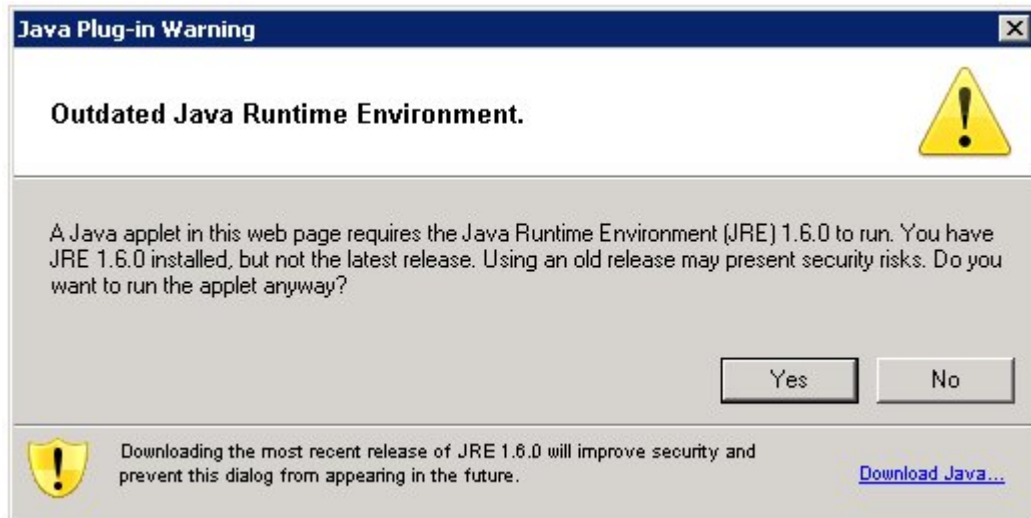 Java Plug-in Warning
Outdated Java Runtime Environment.
A Java applet in this web page requires the Java Runtime Environment (JRE) 1.6.0 to run. You have
JRE 1.6.0 installed, but not the latest release. Using an old release may present security risks. Do you
want to run the applet anyway?
Yes
No
Downloading the most recent release of JRE 1.6.0 will improve security and
prevent this dialog from appearing in the future.
Download Java...